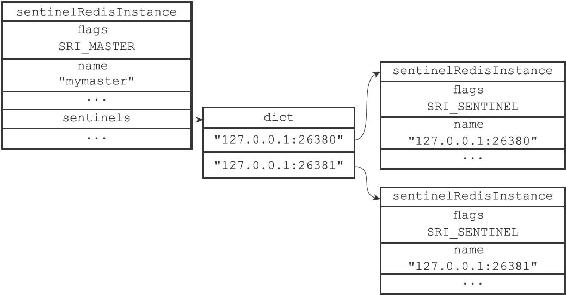 sentinelRedisInstance
flags
SRI_MASTER
name
"mymaster"
...
sentinels
...
dict
"127.0.0.1:26380"
"127.0.0.1:26381"
sentinelRedisInstance
flags
SRI_SENTINEL
name
"127.0.0.1:26380"
...
sentinelRedisInstance
flags
SRI_SENTINEL
name
"127.0.0.1:26381"
...